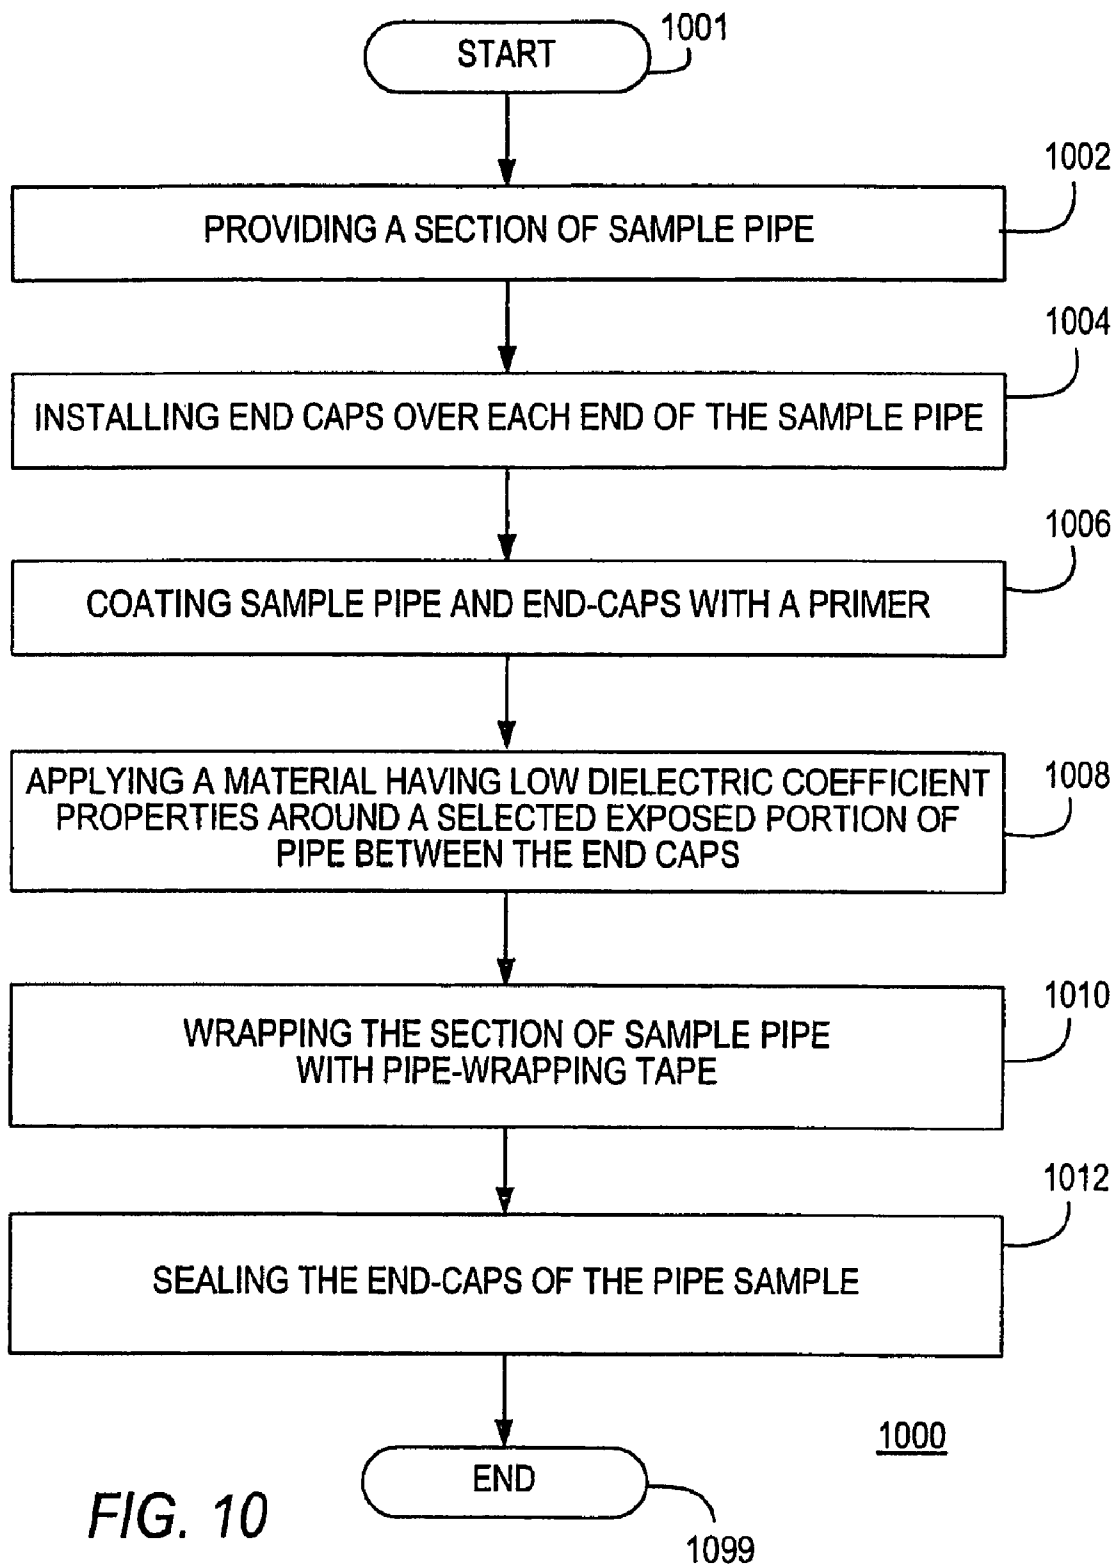 START
1001
1002
PROVIDING A SECTION OF SAMPLE PIPE
1004
INSTALLING END CAPS OVER EACH END OF THE SAMPLE PIPE
1006
COATING SAMPLE PIPE AND END-CAPS WITH A PRIMER
1008
APPLYING A MATERIAL HAVING LOW DIELECTRIC COEFFICIENT
PROPERTIES AROUND A SELECTED EXPOSED PORTION OF
PIPE BETWEEN THE END CAPS
1010
WRAPPING THE SECTION OF SAMPLE PIPE
WITH PIPE-WRAPPING TAPE
1012
SEALING THE END-CAPS OF THE PIPE SAMPLE
1000
END
1099
FIG. 10